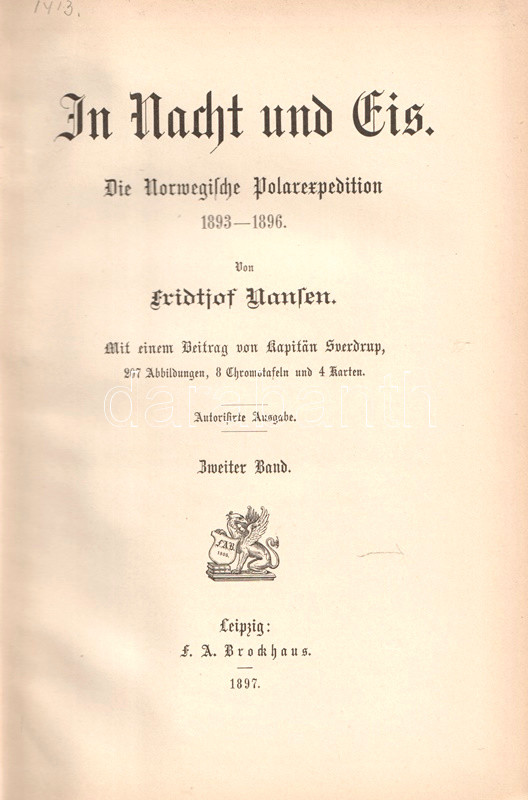 1413.
In Nacht und Eis.
Die Norwegiſche Polarexpedition
1893—1896.
Von
Fridtjof Nanſen.
Mit einem Beitrag von Kapitän Sverdrup,
207 Abbildungen, 8 Chromotafeln und 4 Karten.
Autoriſirte Ausgabe.
Zweiter Band.
F.A.B.
Leipzig:
F. A. Brockhaus.
1897.
darabanth